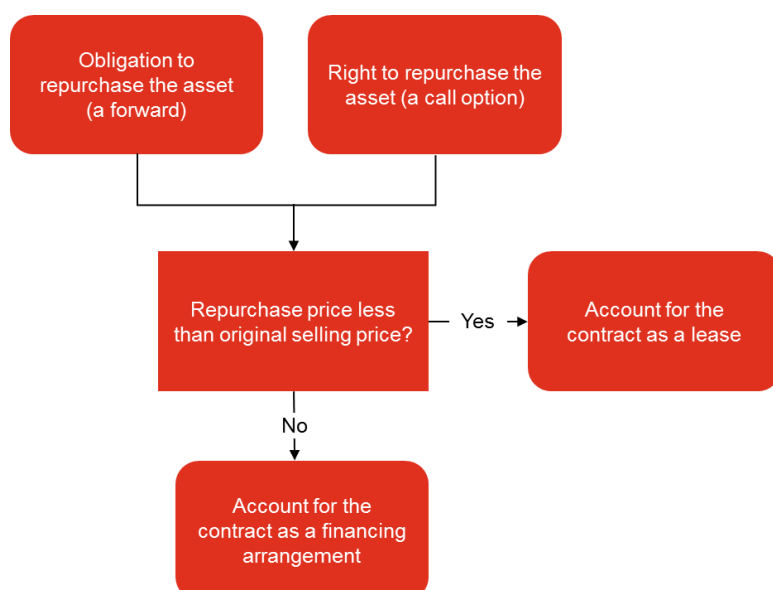 Obligation to
repurchase the asset
(a forward)
Right to repurchase the
asset (a call option)
Repurchase price less
than original selling price?
Yes
Account for the
contract as a lease
No
Account for the
contract as a financing
arrangement